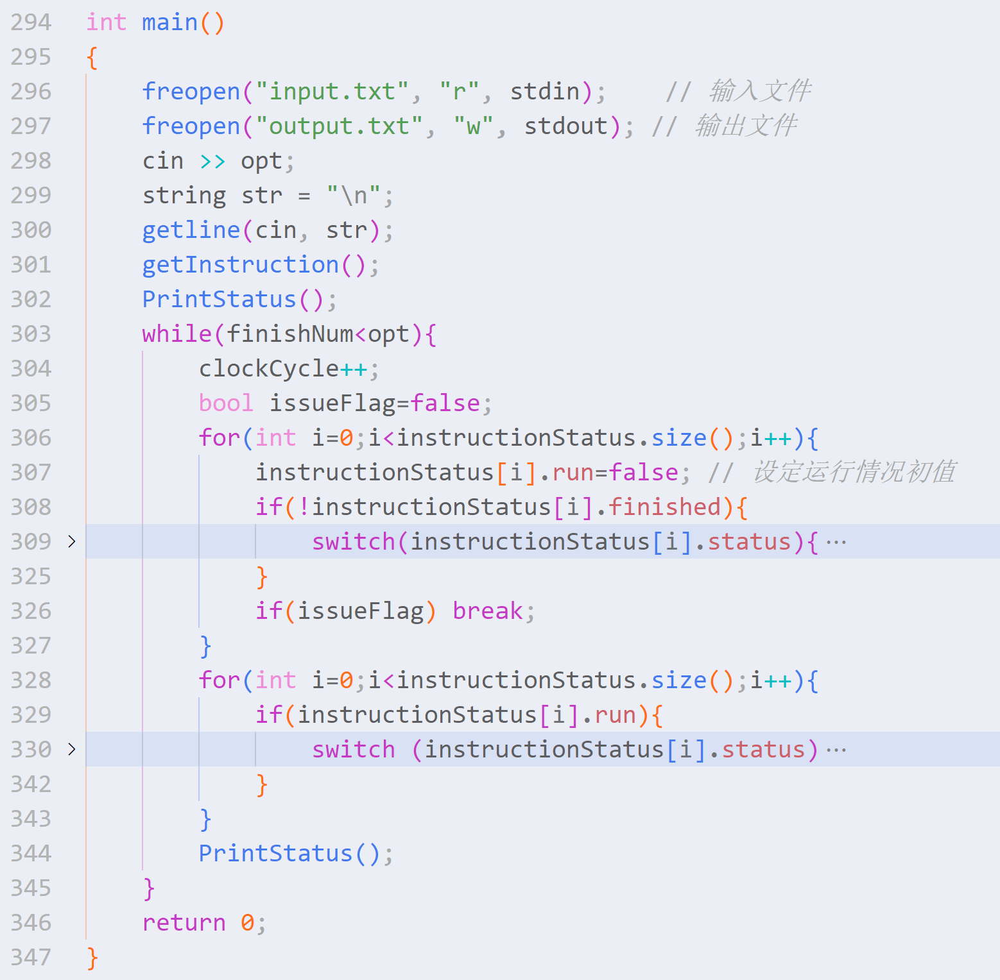 294 int main()
295 {
296     freopen("input.txt", "r", stdin);    // 输入文件
297     freopen("output.txt", "w", stdout); // 输出文件
298     cin >> opt;
299     string str = "\n";
300     getline(cin, str);
301     getInstruction();
302     PrintStatus();
303     while(finishNum<opt){
304         clockCycle++;
305         bool issueFlag=false;
306         for(int i=0;i<instructionStatus.size();i++){
307             instructionStatus[i].run=false; // 设定运行情况初值
308             if(!instructionStatus[i].finished){
309 >               switch(instructionStatus[i].status){ ···
325             }
326             if(issueFlag) break;
327         }
328         for(int i=0;i<instructionStatus.size();i++){
329             if(instructionStatus[i].run){
330 >               switch (instructionStatus[i].status) ···
342             }
343         }
344         PrintStatus();
345     }
346     return 0;
347 }